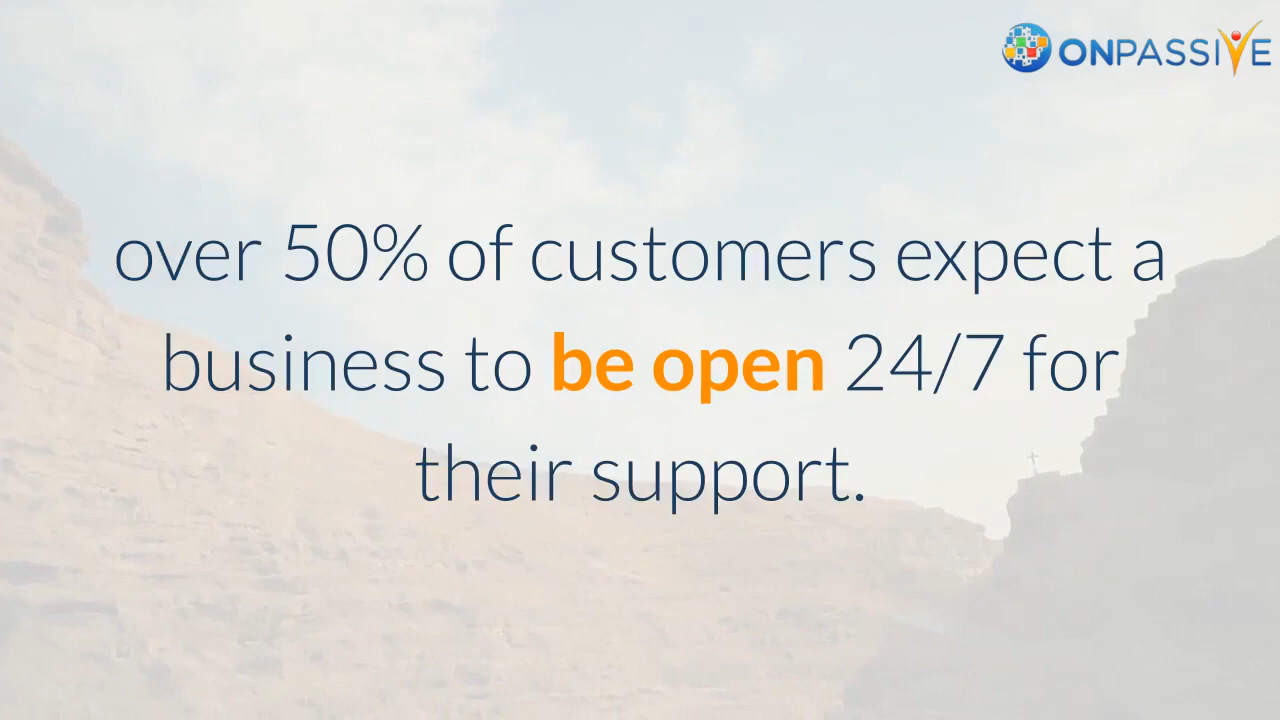 ONPASSIVE
over 50% of customers expect a
business to be open 24/7 for
their support.